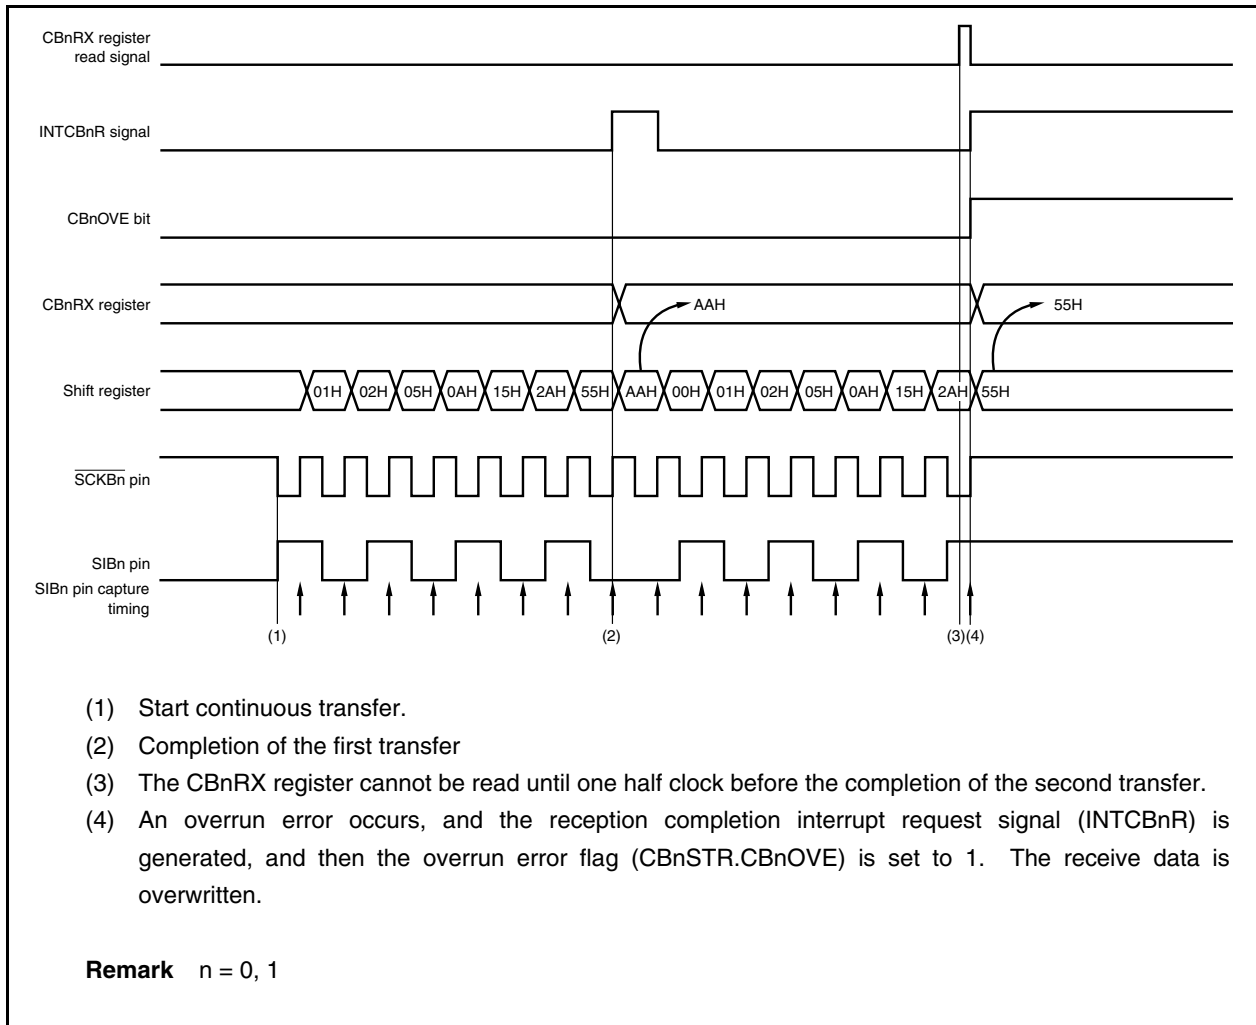 CBnRX register
read signal
INTCBnR signal
CBnOVE bit
CBnRX register
AAH
55H
Shift register
01H 02H 05H 0AH 15H 2AH 55H AAH 00H 01H 02H 05H 0AH 15H 2AH 55H
SCKBn pin
SIBn pin
SIBn pin capture
timing
(1) (2) (3) (4)
(1) Start continuous transfer.
(2) Completion of the first transfer
(3) The CBnRX register cannot be read until one half clock before the completion of the second transfer.
(4) An overrun error occurs, and the reception completion interrupt request signal (INTCBnR) is
generated, and then the overrun error flag (CBnSTR.CBnOVE) is set to 1. The receive data is
overwritten.
Remark n = 0, 1